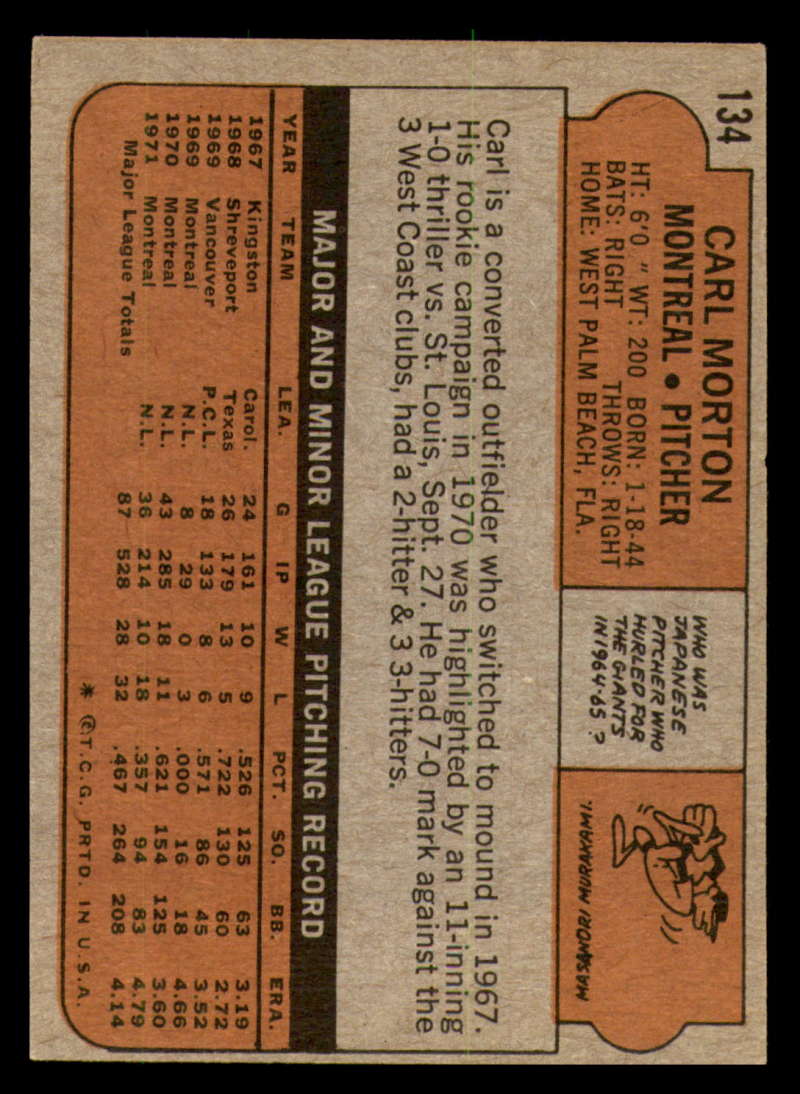 134
CARL MORTON
MONTREAL • PITCHER
HT: 6'0 " WT: 200 BORN: 1-18-44
BATS: RIGHT THROWS: RIGHT
HOME: WEST PALM BEACH, FLA.
WHO WAS
JAPANESE
PITCHER WHO
HURLED FOR
THE GIANTS
IN 1964-65?
MASANORI MURAKAMI.
Carl is a converted outfielder who switched to mound in 1967.
His rookie campaign in 1970 was highlighted by an 11-inning
1-0 thriller vs. St. Louis, Sept. 27. He had 7-0 mark against the
3 West Coast clubs, had a 2-hitter & 3 3-hitters.
MAJOR AND MINOR LEAGUE PITCHING RECORD
YEAR TEAM LEA. G IP W L PCT. SO. BB. ERA.
1967 Kingston Carol. 24 161 10 9 .526 125 63 3.19
1968 Shreveport Texas 26 179 13 5 .722 130 60 2.72
1969 Vancouver P.C.L. 18 133 8 6 .571 86 45 3.52
1969 Montreal N.L. 8 29 0 3 .000 16 18 4.66
1970 Montreal N.L. 43 285 18 11 .621 154 125 3.60
1971 Montreal N.L. 36 214 10 18 .357 94 83 4.79
Major League Totals 87 528 28 32 .467 264 208 4.14
* © T.C.G. PRTD. IN U.S.A.